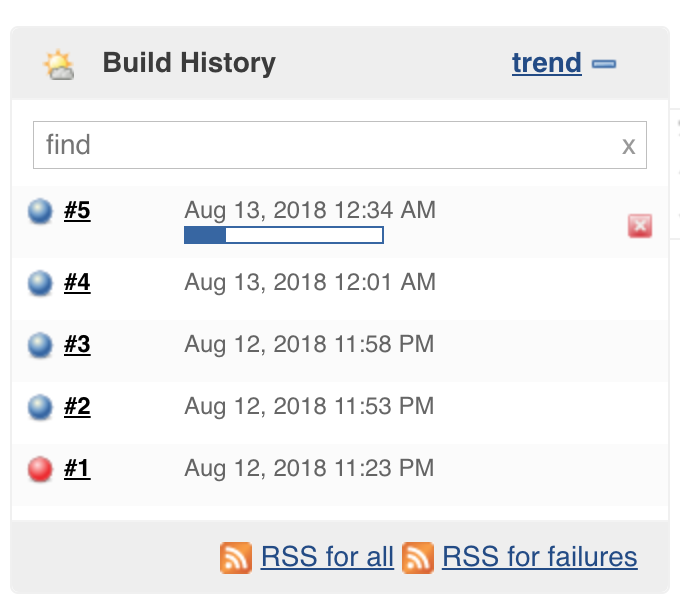 Build History trend
find x
#5 Aug 13, 2018 12:34 AM
#4 Aug 13, 2018 12:01 AM
#3 Aug 12, 2018 11:58 PM
#2 Aug 12, 2018 11:53 PM
#1 Aug 12, 2018 11:23 PM
RSS for all RSS for failures